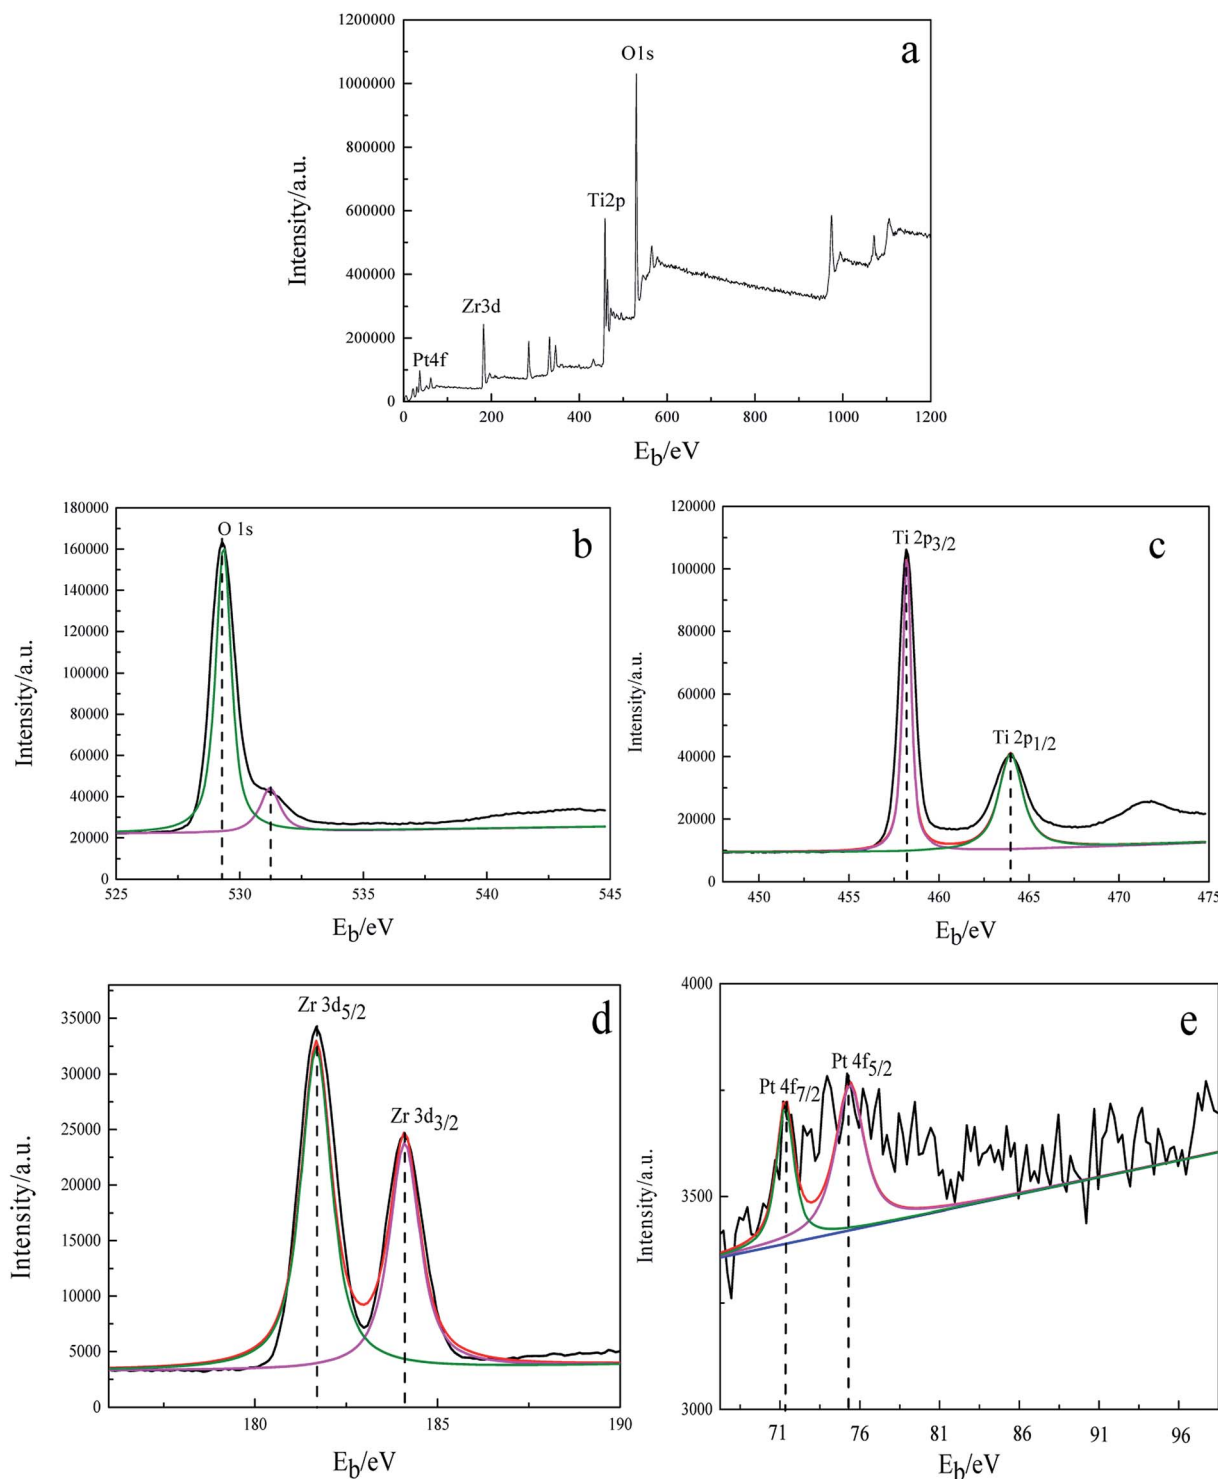 a
1200000
1000000
800000
600000
400000
200000
0
Intensity/a.u.
O1s
Ti2p
Zr3d
Pt4f
0 200 400 600 800 1000 1200
E_b/eV
b
180000
160000
140000
120000
100000
80000
60000
40000
20000
0
Intensity/a.u.
O 1s
525 530 535 540 545
E_b/eV
c
120000
100000
80000
60000
40000
20000
0
Intensity/a.u.
Ti 2p3/2
Ti 2p1/2
450 455 460 465 470 475
E_b/eV
d
35000
30000
25000
20000
15000
10000
5000
0
Intensity/a.u.
Zr 3d5/2
Zr 3d3/2
180 185 190
E_b/eV
e
4000
3500
3000
Intensity/a.u.
Pt 4f7/2
Pt 4f5/2
71 76 81 86 91 96
E_b/eV